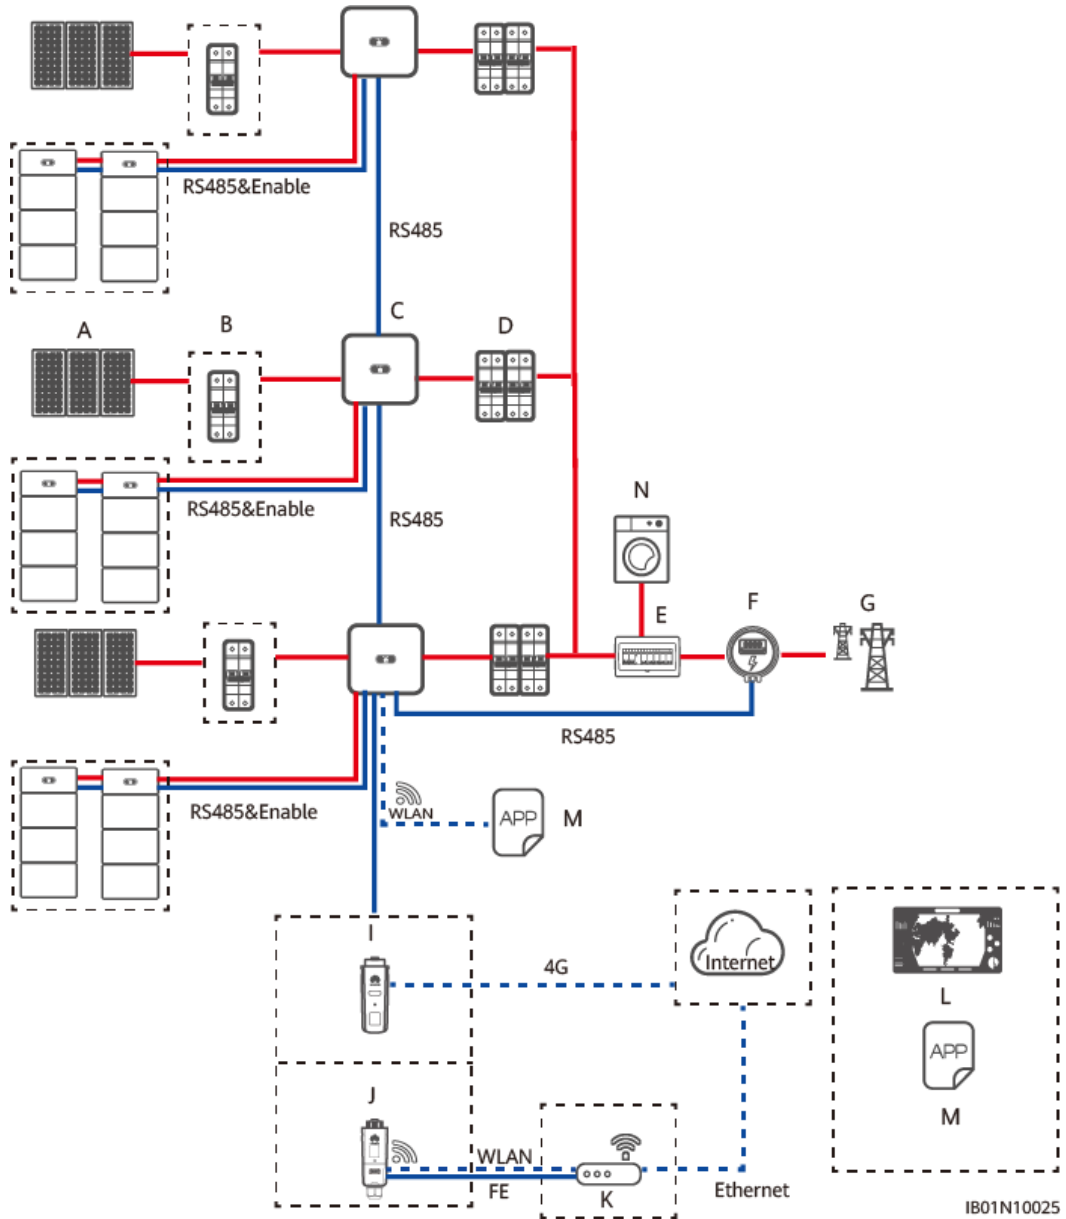 RS485&Enable
RS485
A
B
C
D
RS485&Enable
RS485
N
E
F
G
RS485
RS485&Enable
WLAN
APP
M
I
4G
Internet
L
APP
M
J
WLAN
FE
K
Ethernet
IB01N10025